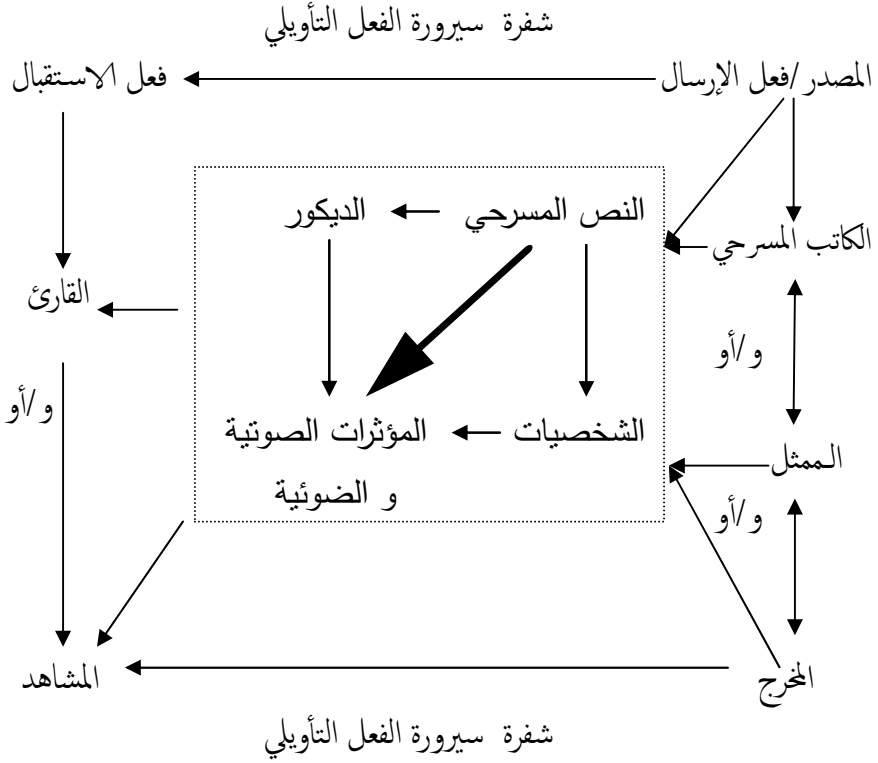 شفرة سيرورة الفعل التأويلي
المصدر/فعل الإرسال
فعل الاستقبال
النص المسرحي
الديكور
الكاتب المسرحي
القارئ
و/أو
و/أو
الشخصيات
المؤثرات الصوتية
و الضوئية
الممثل
و/أو
المخرج
المشاهد
شفرة سيرورة الفعل التأويلي